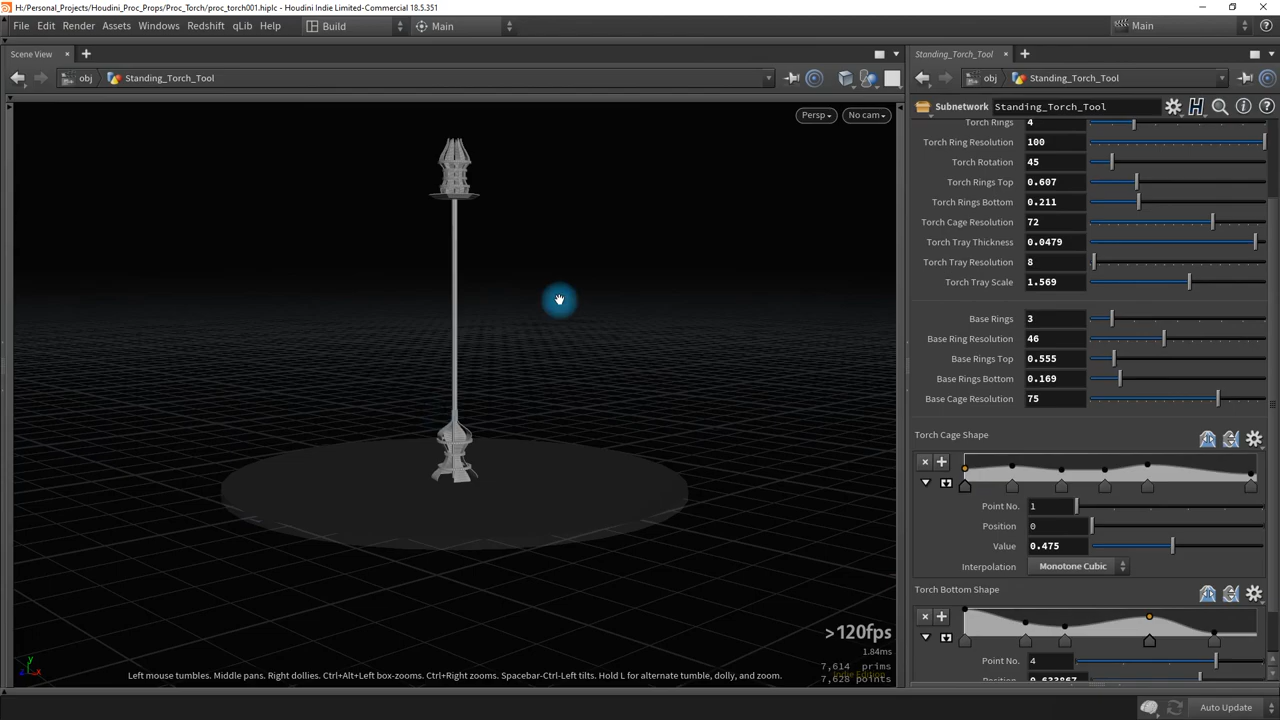 H:/Personal_Projects/Houdini_Proc_Props/Proc_Torch/proc_torch001.hiplc - Houdini Indie Limited-Commercial 18.5.351
File Edit Render Assets Windows Redshift qLib Help Build Main Main
Scene View
Standing_Torch_Tool
obj Standing_Torch_Tool
obj Standing_Torch_Tool
Subnetwork Standing_Torch_Tool
Persp No cam
Torch Rings 4
Torch Ring Resolution 100
Torch Rotation 45
Torch Rings Top 0.607
Torch Rings Bottom 0.211
Torch Cage Resolution 72
Torch Tray Thickness 0.0479
Torch Tray Resolution 8
Torch Tray Scale 1.569
Base Rings 3
Base Ring Resolution 46
Base Rings Top 0.555
Base Rings Bottom 0.169
Base Cage Resolution 75
Torch Cage Shape
Point No. 1
Position 0
Value 0.475
Interpolation Monotone Cubic
Torch Bottom Shape
Point No. 4
Position 0.633867
>120fps
1.84ms
7,614 prims
7,628 points
Left mouse tumbles. Middle pans. Right dollies. Ctrl+Alt+Left box-zooms. Ctrl+Right zooms. Spacebar-Ctrl-Left tilts. Hold L for alternate tumble, dolly, and zoom.
y
x
Auto Update